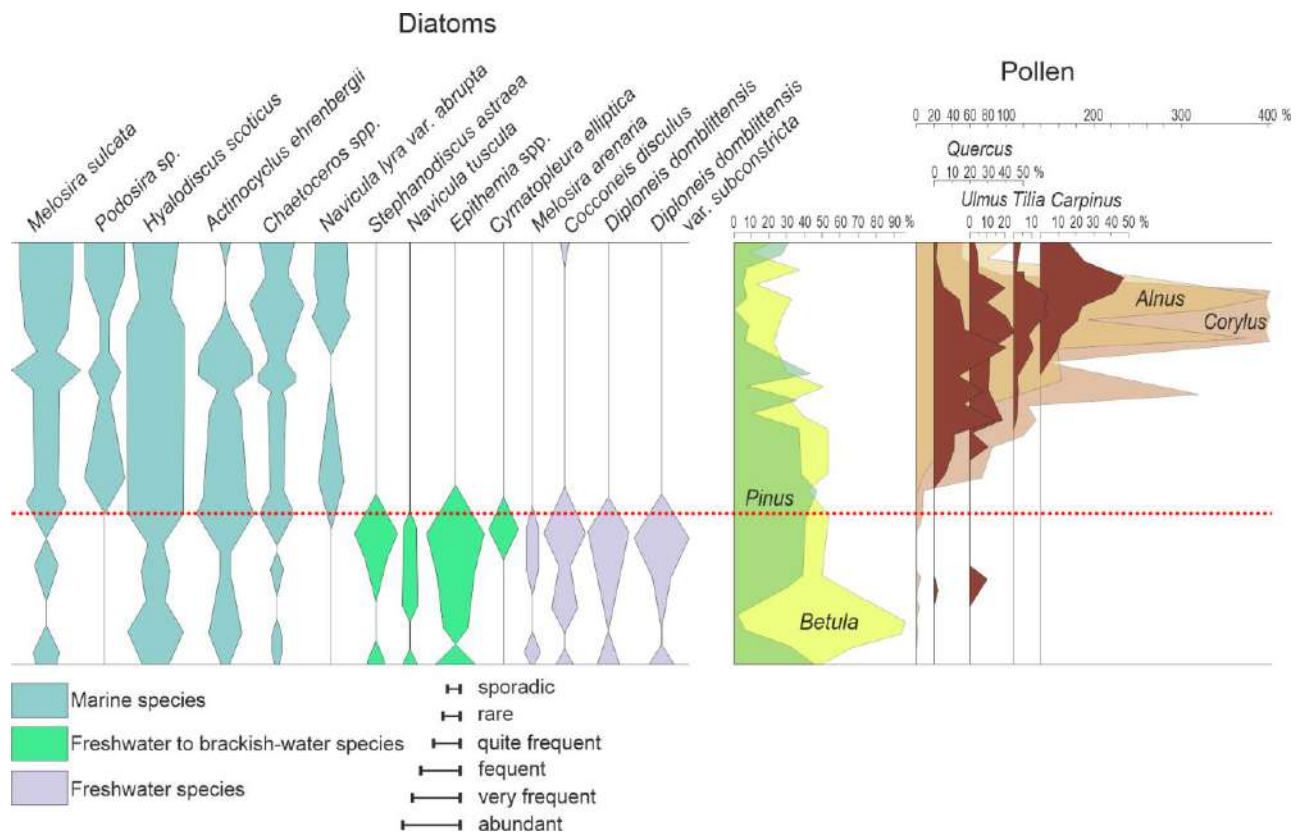 Diatoms
Pollen
Melosira sulcata
Podosira sp.
Hyalodiscus scoticus
Actinocyclus ehrenbergii
Chaetoceros spp.
Navicula lyra var. abrupta
Stephanodiscus astraea
Navicula tuscula
Epithemia spp.
Cymatopleura elliptica
Melosira arenaria
Cocconeis disculus
Diploneis domblittensis
Diploneis domblittensis
var. subconstricta
0 20 40 60 80 100 200 300 400 %
Quercus
0 10 20 30 40 50 %
Ulmus Tilia Carpinus
0 10 20 30 40 50 60 70 80 90 %
0 10 20 0 10 10 20 30 40 50 %
Alnus
Corylus
Pinus
Betula
Marine species
Freshwater to brackish-water species
Freshwater species
sporadic
rare
quite frequent
fequent
very frequent
abundant